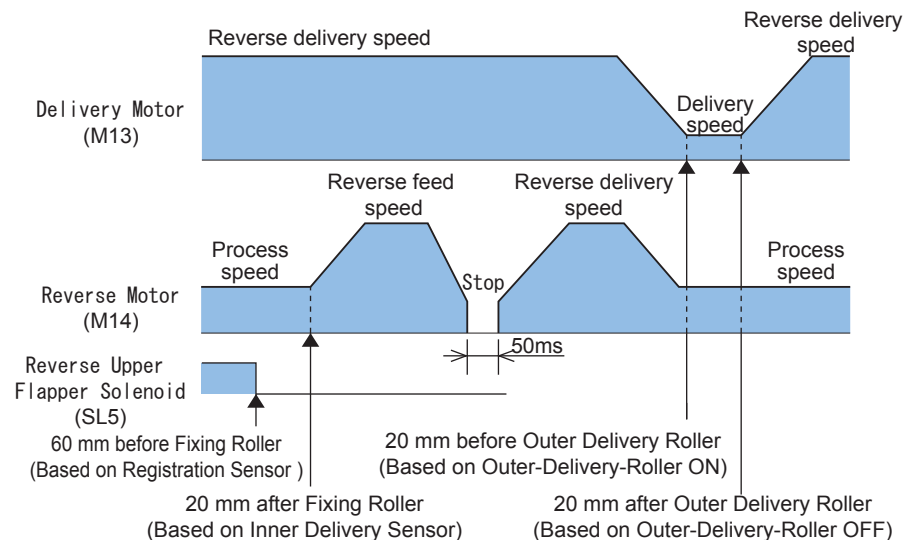 Reverse delivery speed
Reverse delivery
speed
Delivery Motor
(M13)
Delivery
speed
Reverse feed
speed
Reverse delivery
speed
Process
speed
Stop
Process
speed
Reverse Motor
(M14)
50ms
Reverse Upper
Flapper Solenoid
(SL5)
60 mm before Fixing Roller
(Based on Registration Sensor )
20 mm before Outer Delivery Roller
(Based on Outer-Delivery-Roller ON)
20 mm after Fixing Roller
(Based on Inner Delivery Sensor)
20 mm after Outer Delivery Roller
(Based on Outer-Delivery-Roller OFF)